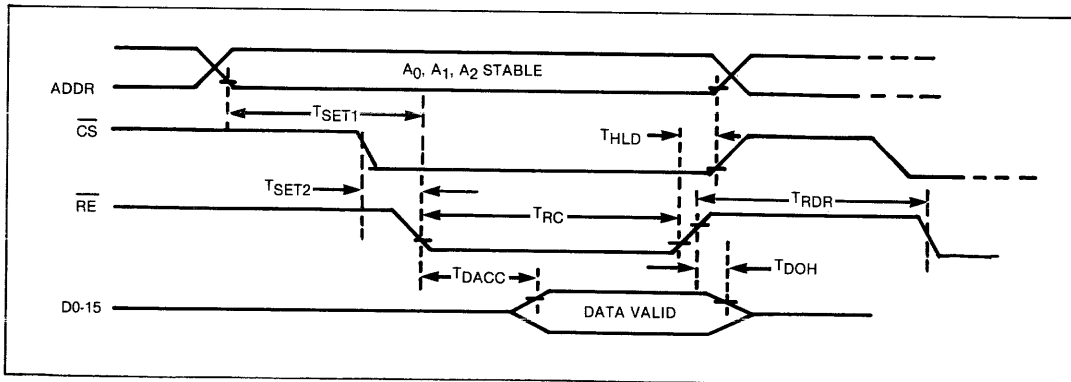 A0, A1, A2 STABLE
ADDR
TSET1
CS
THLD
TSET2
RE
TRC
TRDR
TDACC
TDOH
D0-15
DATA VALID